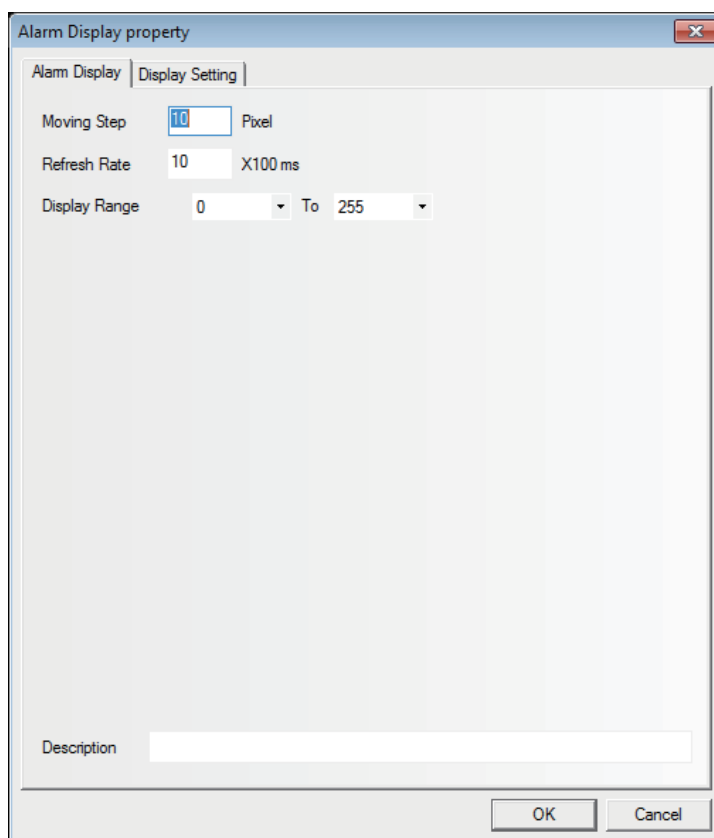 Alarm Display property
Alarm Display Display Setting
Moving Step 10 Pixel
Refresh Rate 10 X100 ms
Display Range 0 To 255
Description
OK Cancel